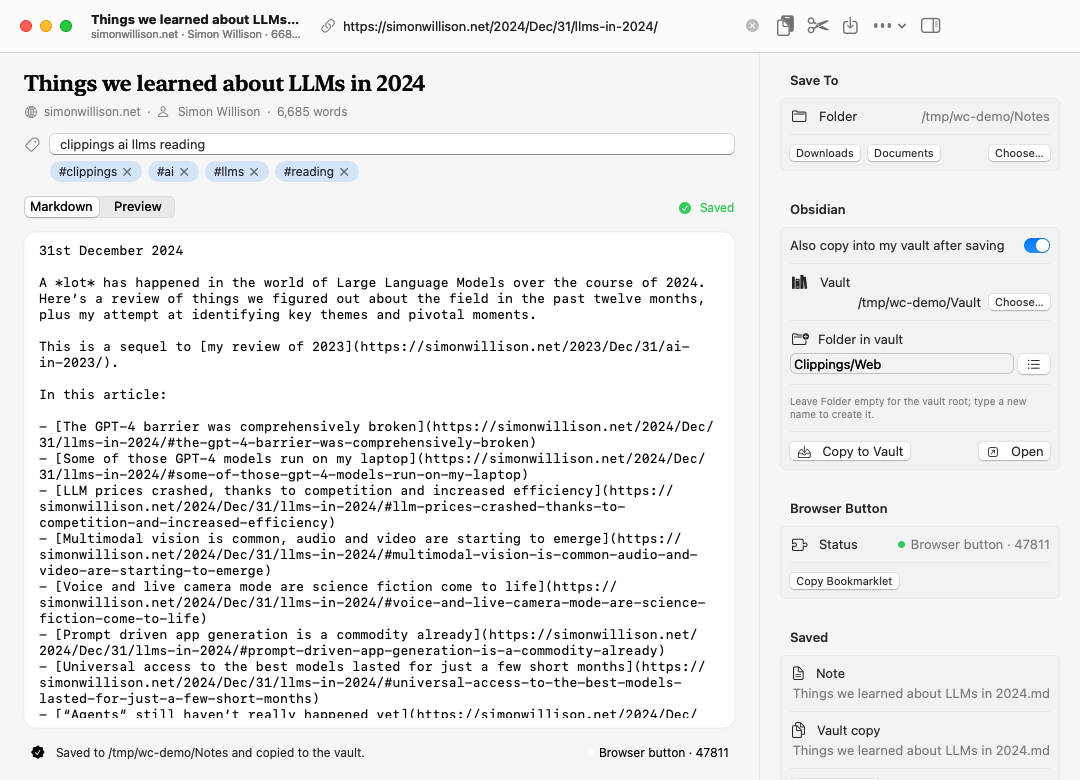 Things we learned about LLMs...
simonwillison.net · Simon Willison · 668...
https://simonwillison.net/2024/Dec/31/llms-in-2024/
Things we learned about LLMs in 2024
simonwillison.net · Simon Willison · 6,685 words
clippings ai llms reading
#clippings #ai #llms #reading
Markdown Preview
Saved
31st December 2024
A *lot* has happened in the world of Large Language Models over the course of 2024.
Here’s a review of things we figured out about the field in the past twelve months,
plus my attempt at identifying key themes and pivotal moments.
This is a sequel to [my review of 2023](https://simonwillison.net/2023/Dec/31/ai-
in-2023/).
In this article:
- [The GPT-4 barrier was comprehensively broken](https://simonwillison.net/2024/Dec/
31/llms-in-2024/#the-gpt-4-barrier-was-comprehensively-broken)
- [Some of those GPT-4 models run on my laptop](https://simonwillison.net/2024/Dec/
31/llms-in-2024/#some-of-those-gpt-4-models-run-on-my-laptop)
- [LLM prices crashed, thanks to competition and increased efficiency](https://
simonwillison.net/2024/Dec/31/llms-in-2024/#llm-prices-crashed-thanks-to-
competition-and-increased-efficiency)
- [Multimodal vision is common, audio and video are starting to emerge](https://
simonwillison.net/2024/Dec/31/llms-in-2024/#multimodal-vision-is-common-audio-and-
video-are-starting-to-emerge)
- [Voice and live camera mode are science fiction come to life](https://
simonwillison.net/2024/Dec/31/llms-in-2024/#voice-and-live-camera-mode-are-science-
fiction-come-to-life)
- [Prompt driven app generation is a commodity already](https://simonwillison.net/
2024/Dec/31/llms-in-2024/#prompt-driven-app-generation-is-a-commodity-already)
- [Universal access to the best models lasted for just a few short months](https://
simonwillison.net/2024/Dec/31/llms-in-2024/#universal-access-to-the-best-models-
lasted-for-just-a-few-short-months)
- [“Agents” still haven’t really happened yet](https://simonwillison.net/2024/Dec/
Saved to /tmp/wc-demo/Notes and copied to the vault.
Browser button · 47811
Save To
Folder /tmp/wc-demo/Notes
Downloads Documents Choose...
Obsidian
Also copy into my vault after saving
Vault
/tmp/wc-demo/Vault Choose...
Folder in vault
Clippings/Web
Leave Folder empty for the vault root; type a new
name to create it.
Copy to Vault Open
Browser Button
Status Browser button · 47811
Copy Bookmarklet
Saved
Note
Things we learned about LLMs in 2024.md
Vault copy
Things we learned about LLMs in 2024.md